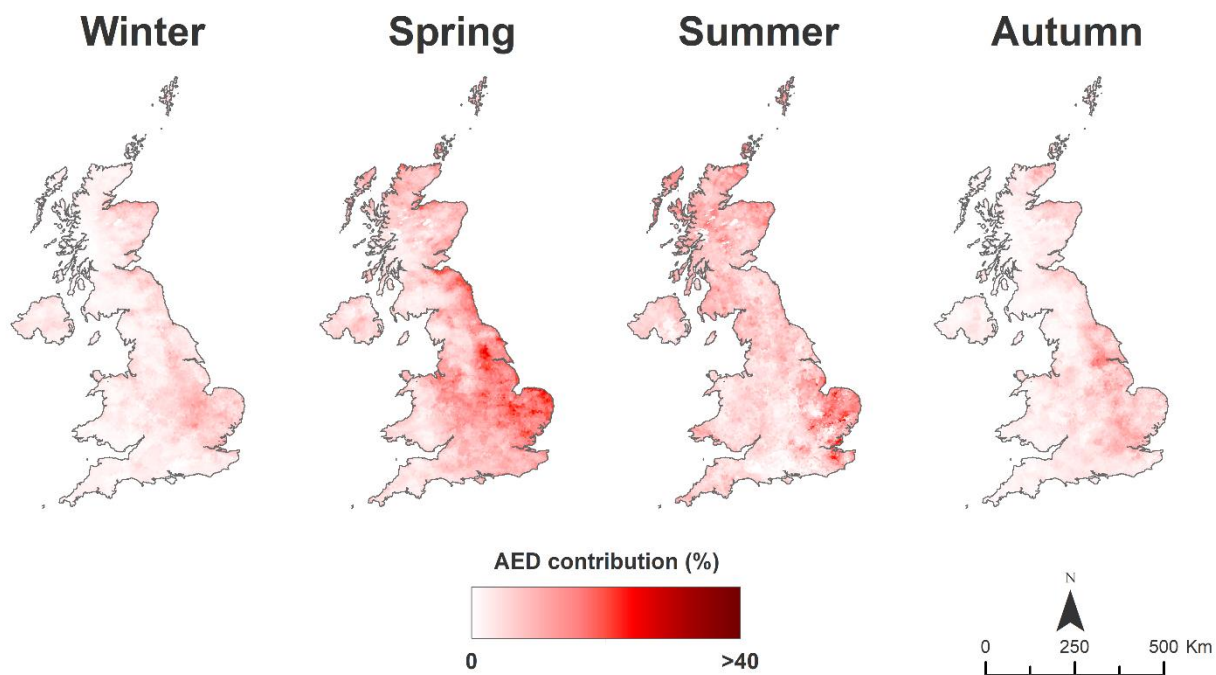 Winter Spring Summer Autumn
AED contribution (%)
0 >40
N
0 250 500 Km